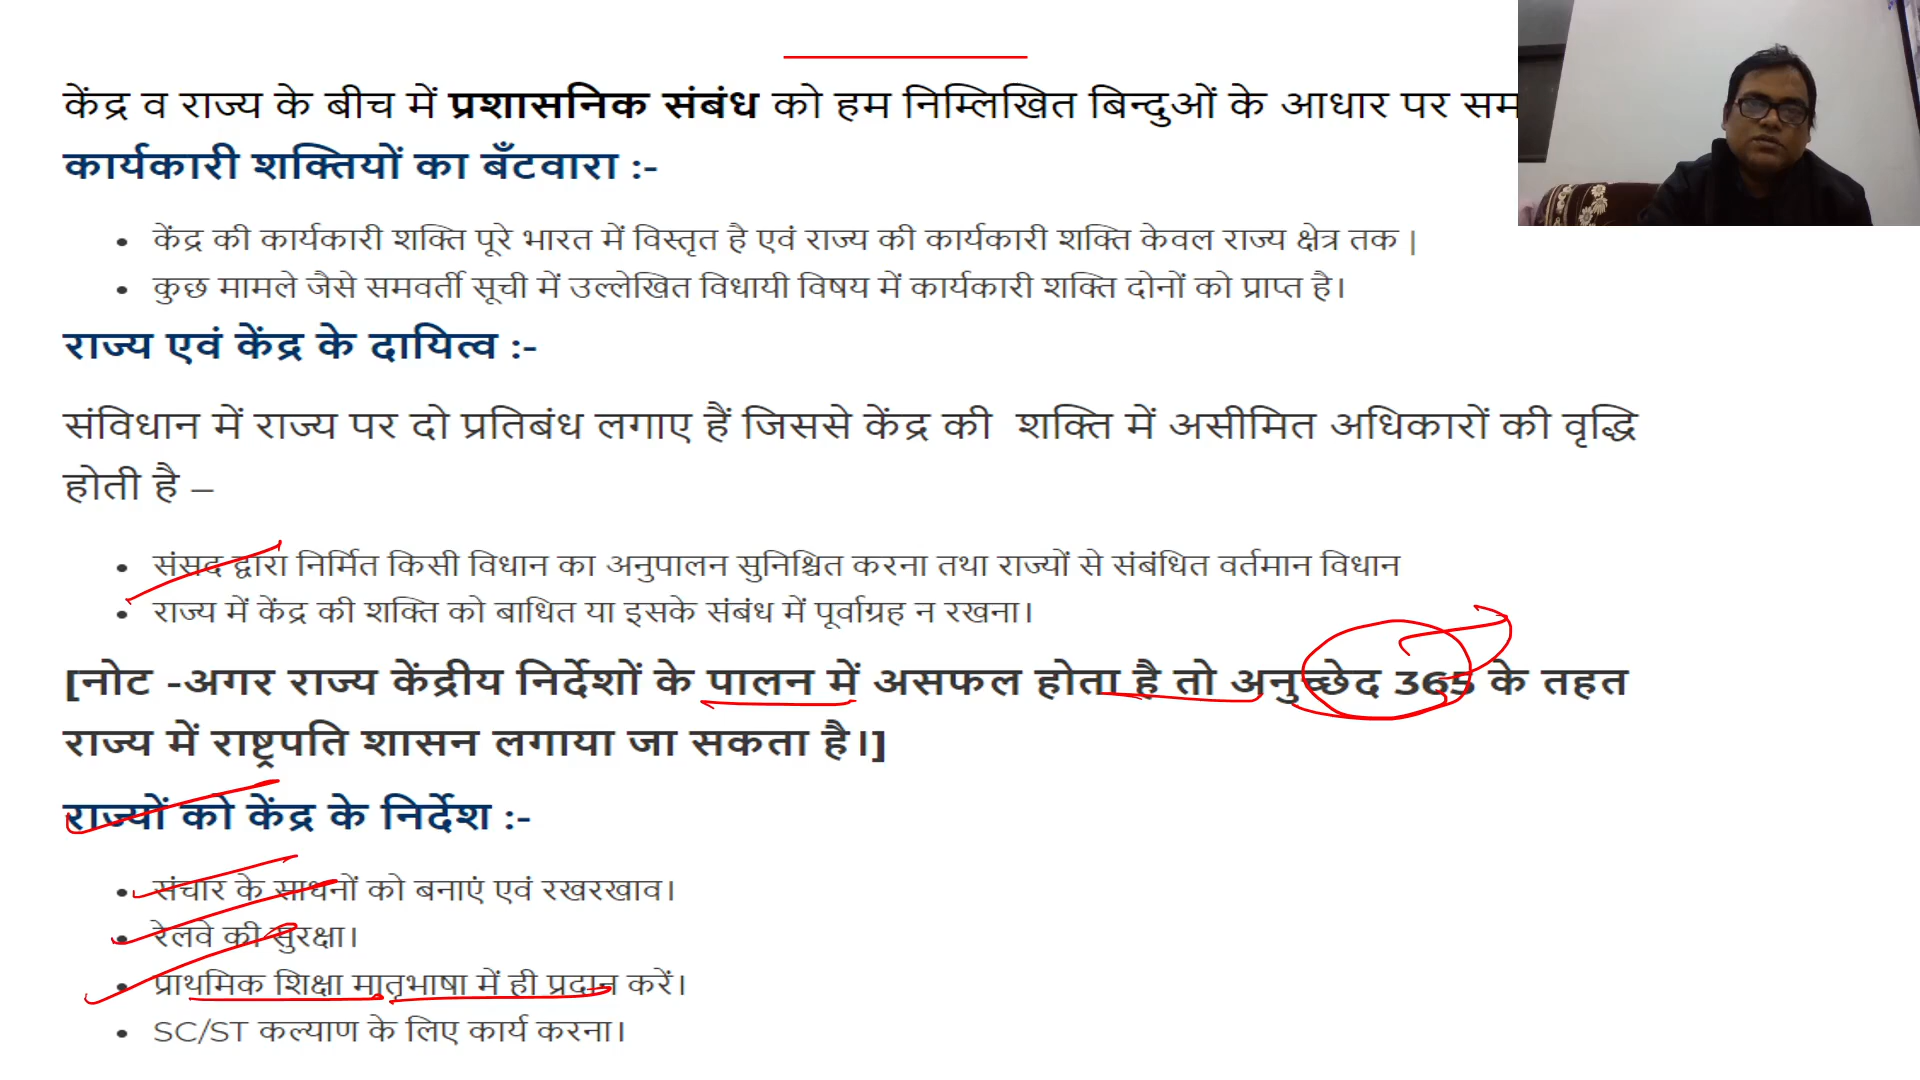 केंद्र व राज्य के बीच में प्रशासनिक संबंध को हम निम्लिखित बिन्दुओं के आधार पर सम
कार्यकारी शक्तियों का बँटवारा :-
• केंद्र की कार्यकारी शक्ति पूरे भारत में विस्तृत है एवं राज्य की कार्यकारी शक्ति केवल राज्य क्षेत्र तक |
• कुछ मामले जैसे समवर्ती सूची में उल्लेखित विधायी विषय में कार्यकारी शक्ति दोनों को प्राप्त है।
राज्य एवं केंद्र के दायित्व :-
संविधान में राज्य पर दो प्रतिबंध लगाए हैं जिससे केंद्र की शक्ति में असीमित अधिकारों की वृद्धि
होती है –
• संसद द्वारा निर्मित किसी विधान का अनुपालन सुनिश्चित करना तथा राज्यों से संबंधित वर्तमान विधान
• राज्य में केंद्र की शक्ति को बाधित या इसके संबंध में पूर्वाग्रह न रखना।
[नोट -अगर राज्य केंद्रीय निर्देशों के पालन में असफल होता है तो अनुच्छेद 365 के तहत
राज्य में राष्ट्रपति शासन लगाया जा सकता है।]
राज्यों को केंद्र के निर्देश :-
• संचार के साधनों को बनाएं एवं रखरखाव।
• रेलवे की सुरक्षा।
• प्राथमिक शिक्षा मातृभाषा में ही प्रदान करें।
• SC/ST कल्याण के लिए कार्य करना।